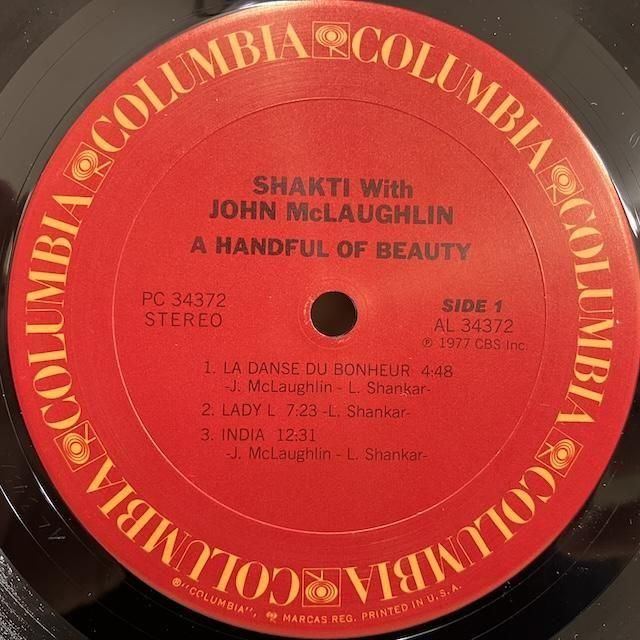 COLUMBIA COLUMBIA COLUMBIA COLUMBIA COLUMBIA COLUMBIA
SHAKTI With
JOHN McLAUGHLIN
A HANDFUL OF BEAUTY
PC 34372
STEREO
SIDE 1
AL 34372
℗ 1977 CBS Inc.
1. LA DANSE DU BONHEUR 4:48
-J. McLaughlin - L. Shankar-
2. LADY L 7:23 -L. Shankar-
3. INDIA 12:31
-J. McLaughlin - L. Shankar-
®"COLUMBIA", MARCAS REG. PRINTED IN U.S.A.